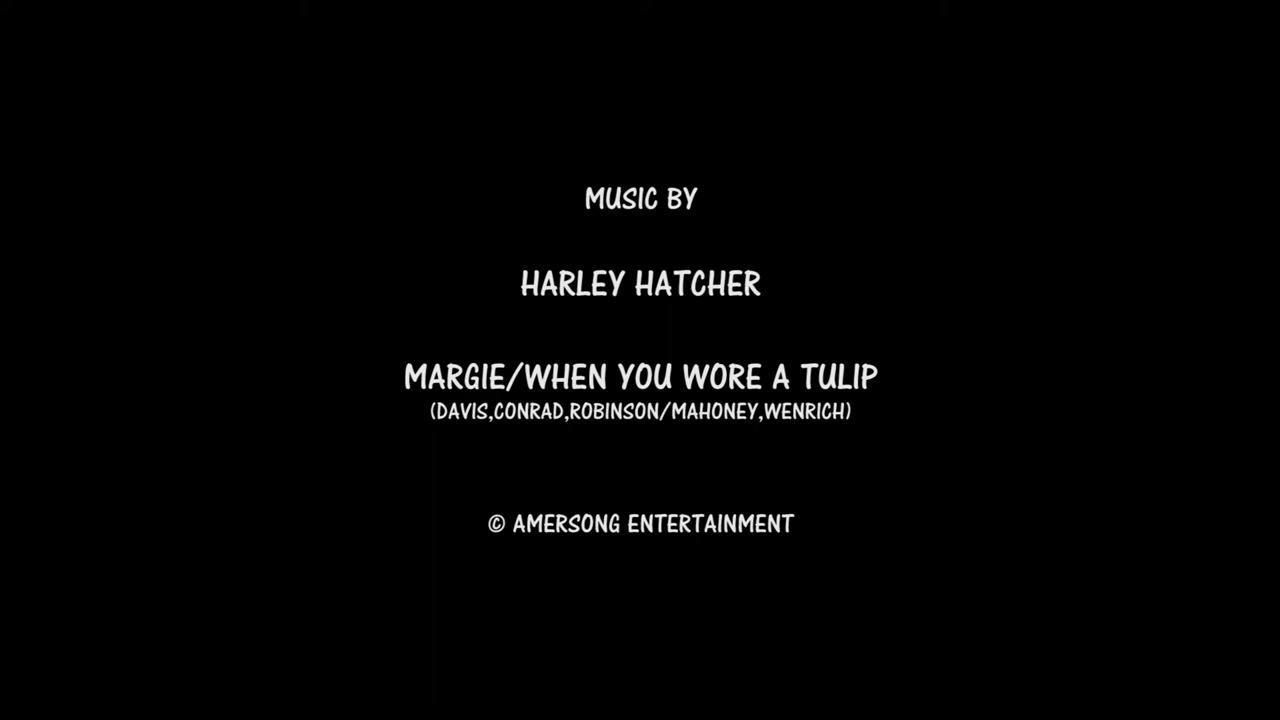 MUSIC BY
HARLEY HATCHER
MARGIE/WHEN YOU WORE A TULIP
(DAVIS,CONRAD,ROBINSON/MAHONEY,WENRICH)
© AMERSONG ENTERTAINMENT